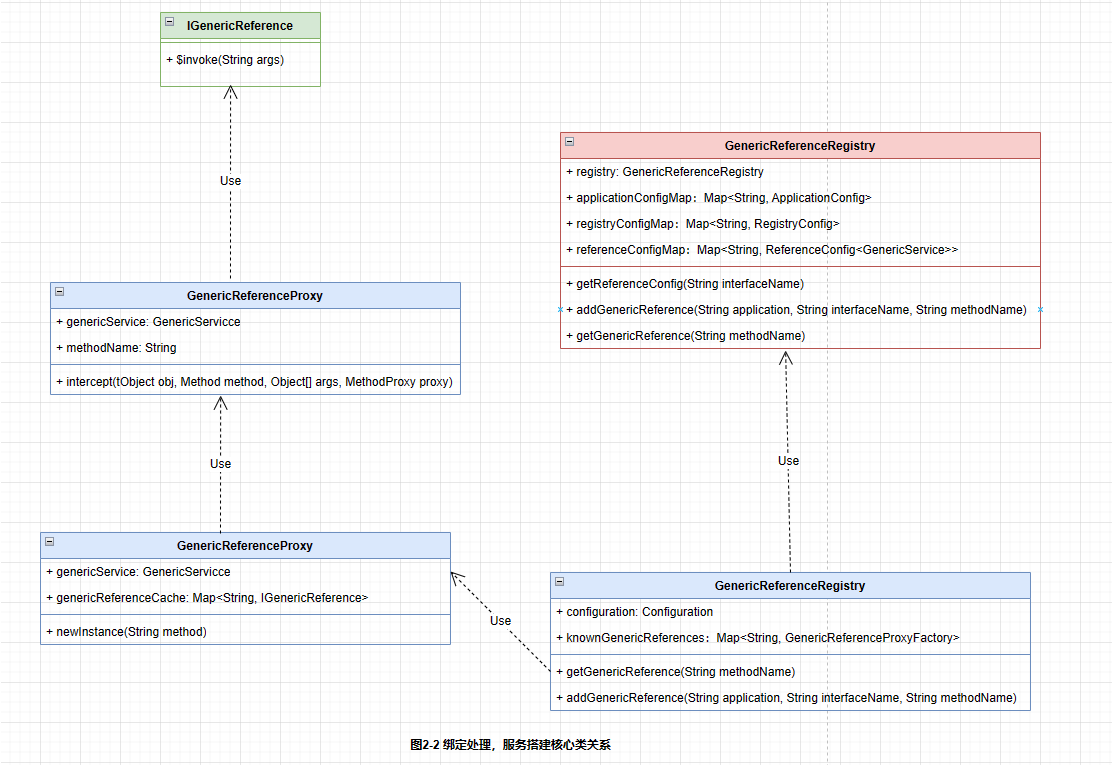 IGenericReference
+ $invoke(String args)
Use
GenericReferenceProxy
+ genericService: GenericServicce
+ methodName: String
+ intercept(tObject obj, Method method, Object[] args, MethodProxy proxy)
Use
GenericReferenceProxy
+ genericService: GenericServicce
+ genericReferenceCache: Map<String, IGenericReference>
+ newInstance(String method)
Use
GenericReferenceRegistry
+ registry: GenericReferenceRegistry
+ applicationConfigMap：Map<String, ApplicationConfig>
+ registryConfigMap：Map<String, RegistryConfig>
+ referenceConfigMap：Map<String, ReferenceConfig<GenericService>>
+ getReferenceConfig(String interfaceName)
+ addGenericReference(String application, String interfaceName, String methodName)
+ getGenericReference(String methodName)
Use
GenericReferenceRegistry
+ configuration: Configuration
+ knownGenericReferences：Map<String, GenericReferenceProxyFactory>
+ getGenericReference(String methodName)
+ addGenericReference(String application, String interfaceName, String methodName)
图2-2 绑定处理，服务搭建核心类关系